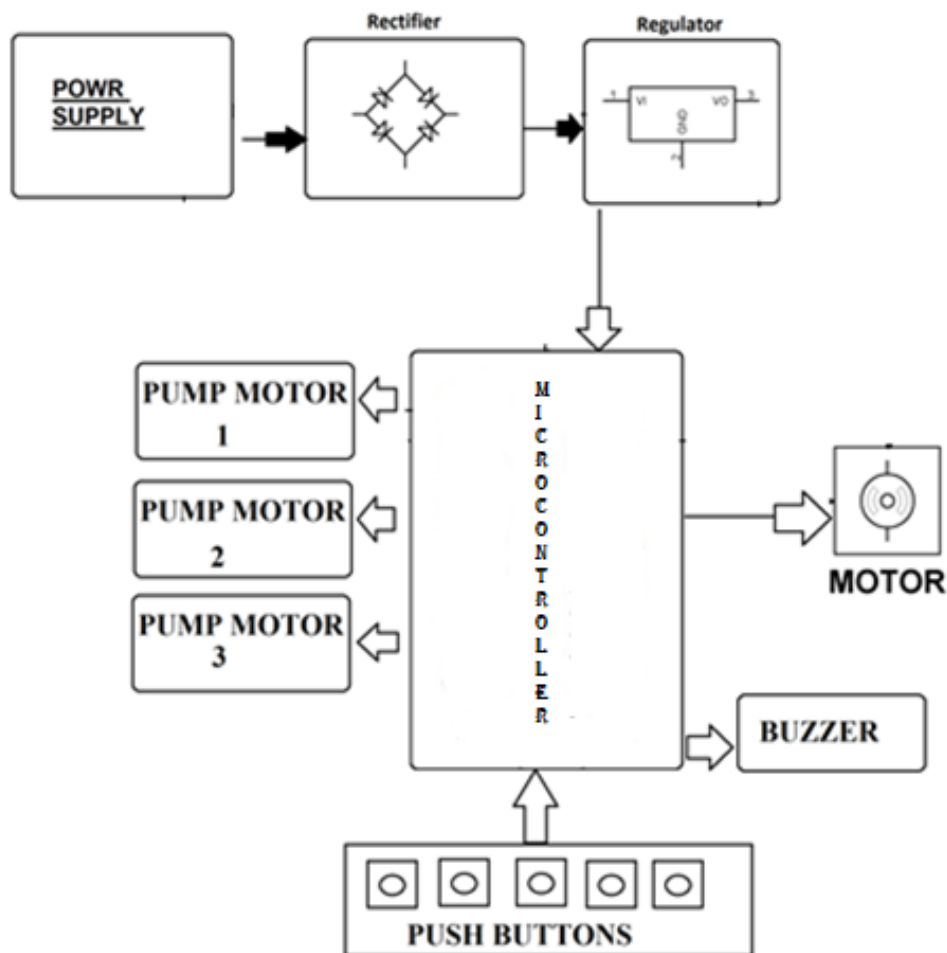 Rectifier
Regulator
POWR
SUPPLY
1
VI
VO
3
GND
2
PUMP MOTOR
1
PUMP MOTOR
2
PUMP MOTOR
3
MICROCONTROLLER
MOTOR
BUZZER
PUSH BUTTONS